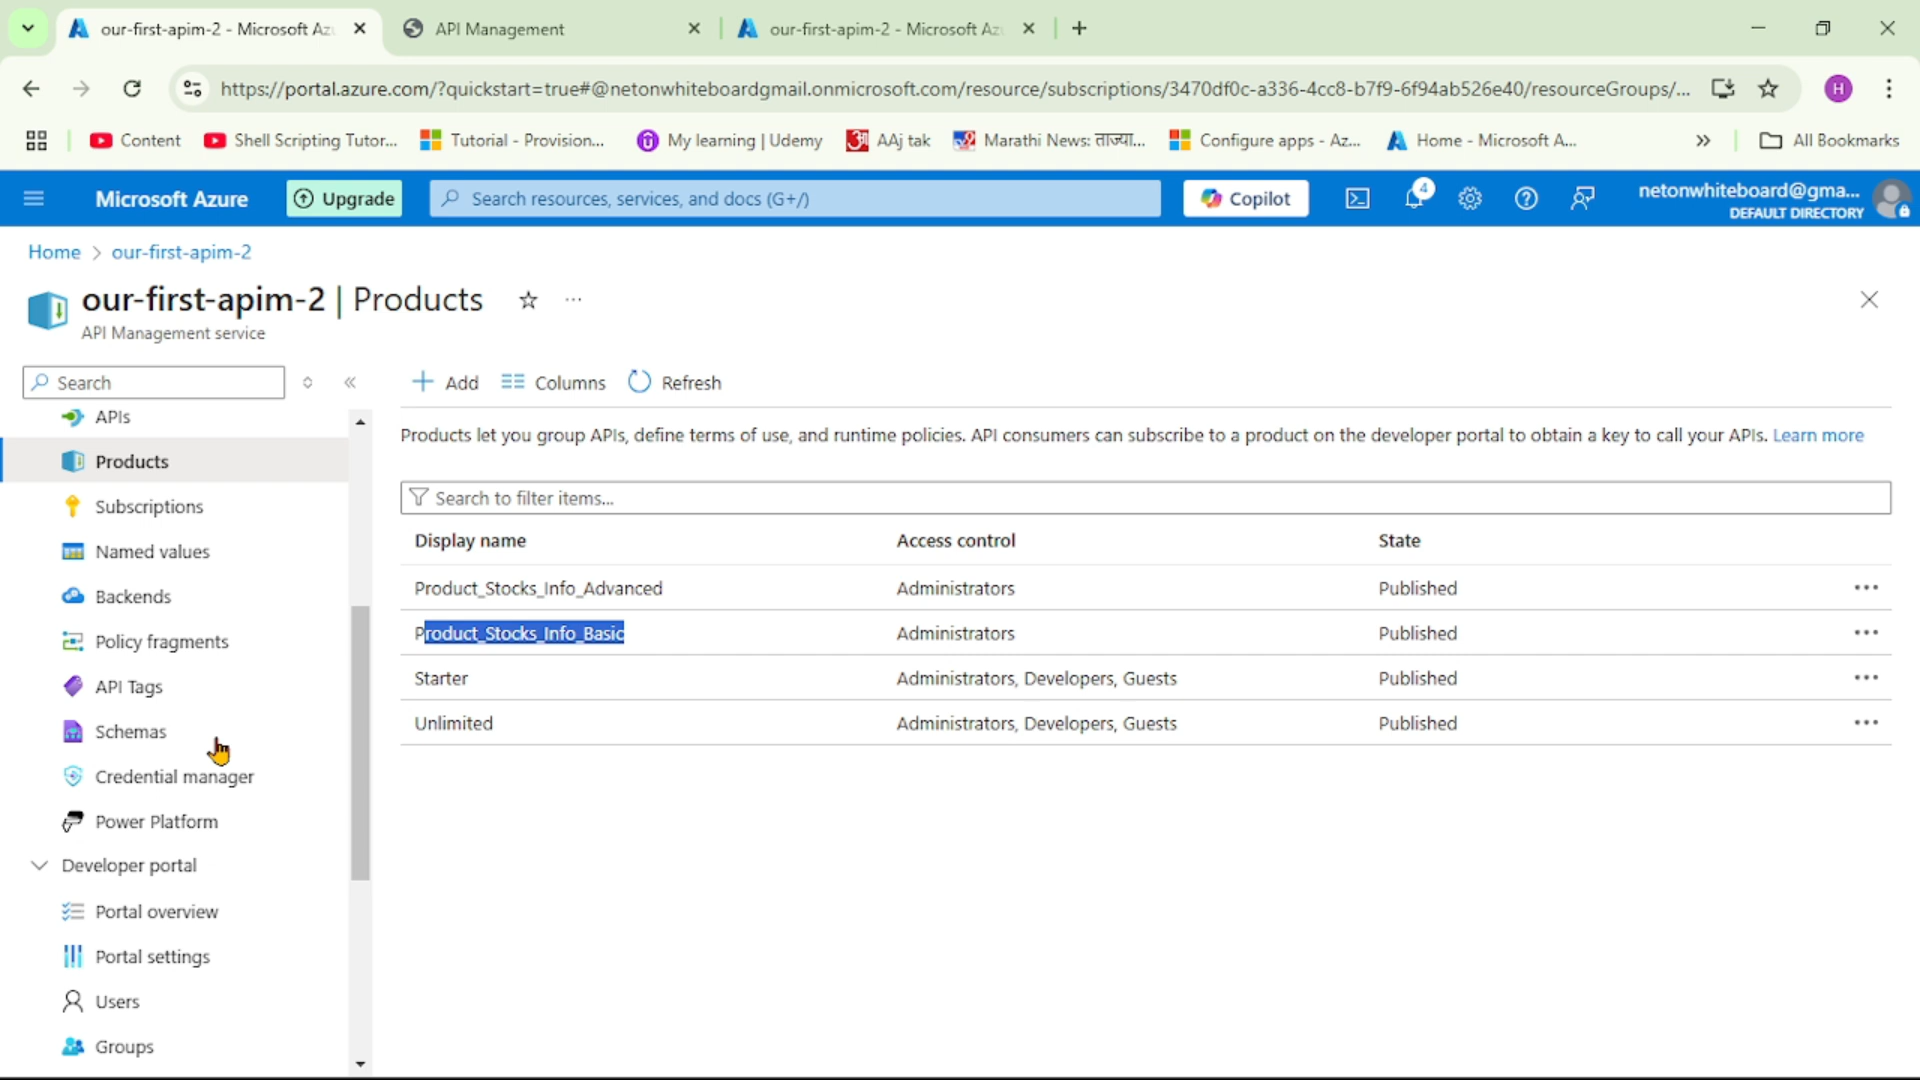 our-first-apim-2 - Microsoft Az
API Management
our-first-apim-2 - Microsoft Az
https://portal.azure.com/?quickstart=true#@netonwhiteboardgmail.onmicrosoft.com/resource/subscriptions/3470df0c-a336-4cc8-b7f9-6f94ab526e40/resourceGroups/...
H
Content
Shell Scripting Tutor...
Tutorial - Provision...
My learning | Udemy
AAj tak
Marathi News: ताज्या...
Configure apps - Az...
Home - Microsoft A...
All Bookmarks
Microsoft Azure
Upgrade
Search resources, services, and docs (G+/)
Copilot
4
netonwhiteboard@gma...
DEFAULT DIRECTORY
Home > our-first-apim-2
our-first-apim-2 | Products
API Management service
Search
Add
Columns
Refresh
APIs
Products
Subscriptions
Named values
Backends
Policy fragments
API Tags
Schemas
Credential manager
Power Platform
Developer portal
Portal overview
Portal settings
Users
Groups
Products let you group APIs, define terms of use, and runtime policies. API consumers can subscribe to a product on the developer portal to obtain a key to call your APIs. Learn more
Search to filter items...
Display name Access control State
Product_Stocks_Info_Advanced Administrators Published
Product_Stocks_Info_Basic Administrators Published
Starter Administrators, Developers, Guests Published
Unlimited Administrators, Developers, Guests Published